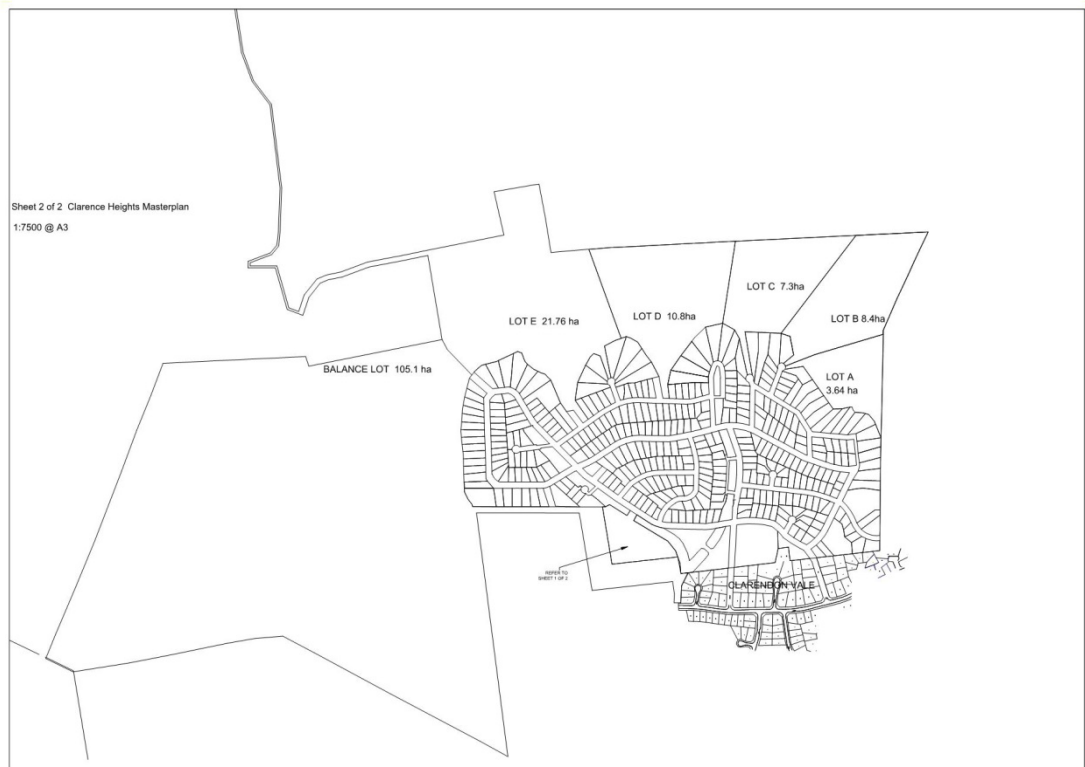 Sheet 2 of 2 Clarence Heights Masterplan
1:7500 @ A3
LOT C 7.3ha
LOT D 10.8ha
LOT B 8.4ha
LOT E 21.76 ha
BALANCE LOT 105.1 ha
LOT A
3.64 ha
REFER TO
SHEET 1 OF 2
CLARENDON VALE